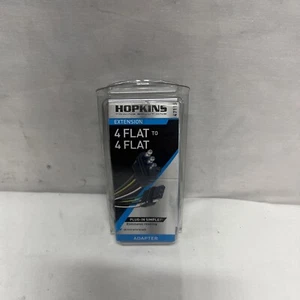 HOPKINS
EXTENSION
4 FLAT TO
4 FLAT
PLUG-IN SIMPLE!
ADAPTER